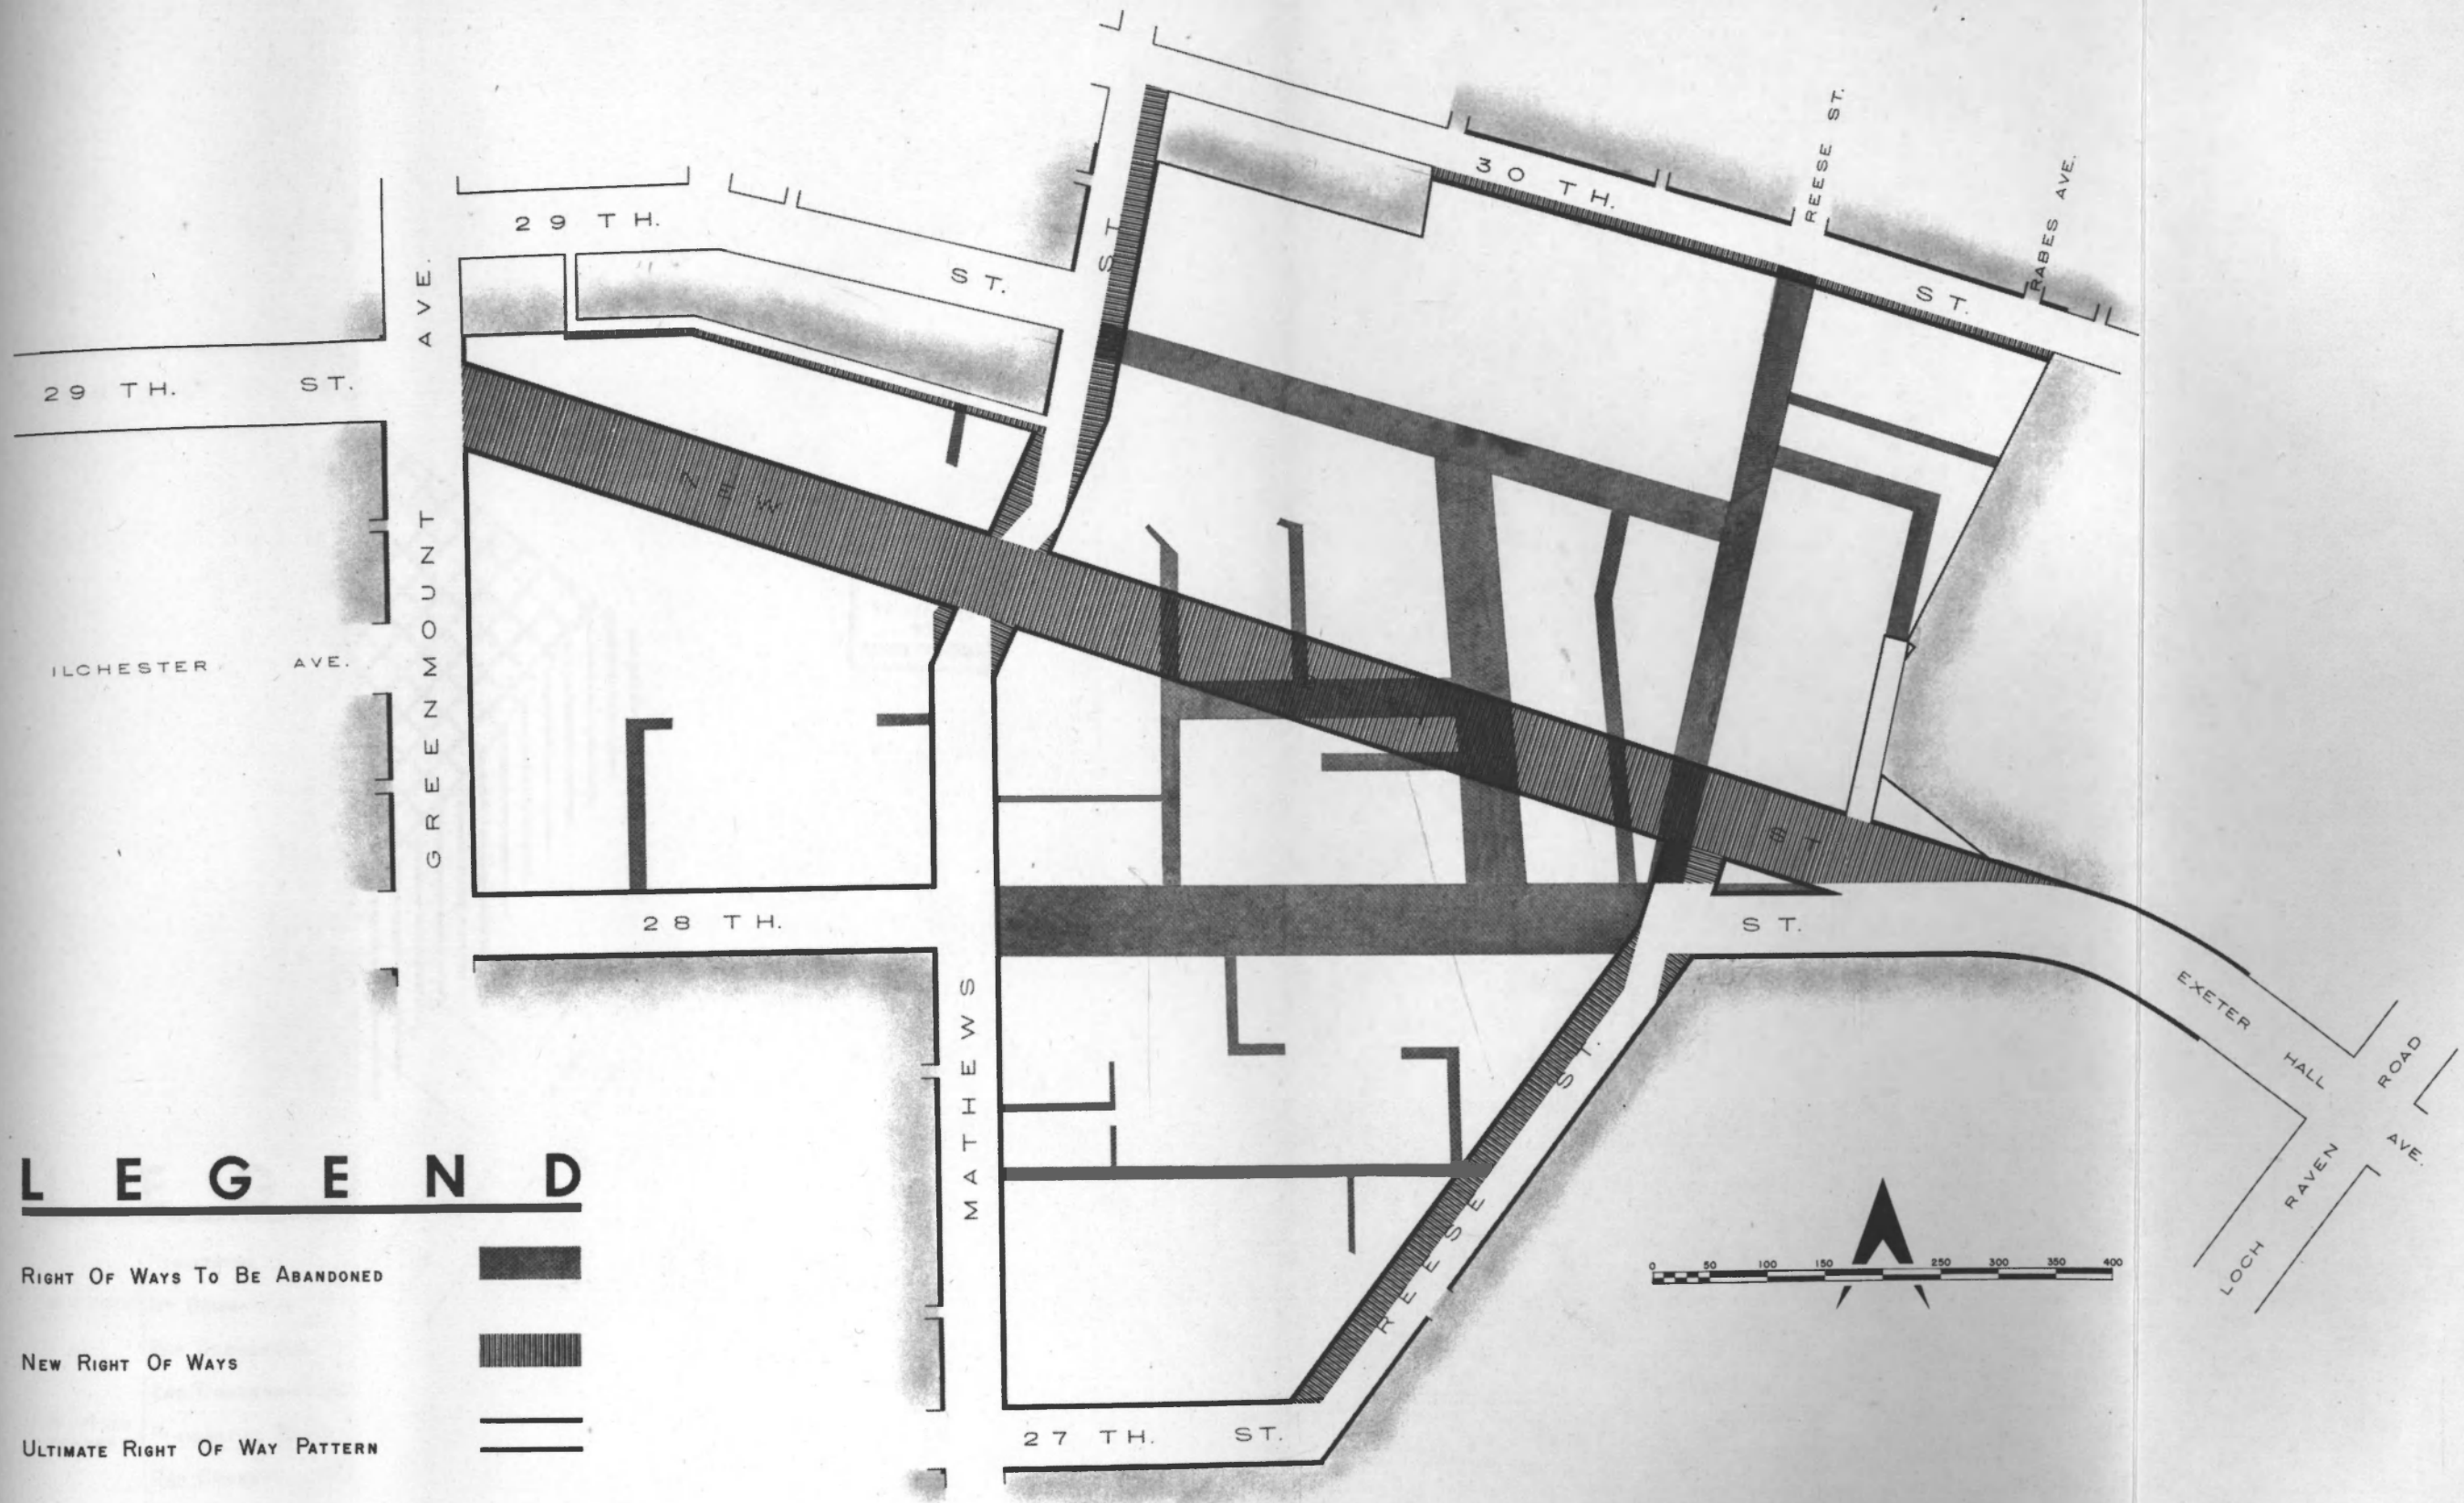 REESE ST.
RABES AVE.
30 TH. ST.
29 TH. ST.
ST.
29 TH. ST.
GREENMOUNT AVE.
NEW ST
ILCHESTER AVE.
28 TH. ST.
MATHEWS
REESE ST.
27 TH. ST.
EXETER HALL AVE.
LOCH RAVEN ROAD
LEGEND
RIGHT OF WAYS TO BE ABANDONED
NEW RIGHT OF WAYS
ULTIMATE RIGHT OF WAY PATTERN
0 50 100 150 250 300 350 400